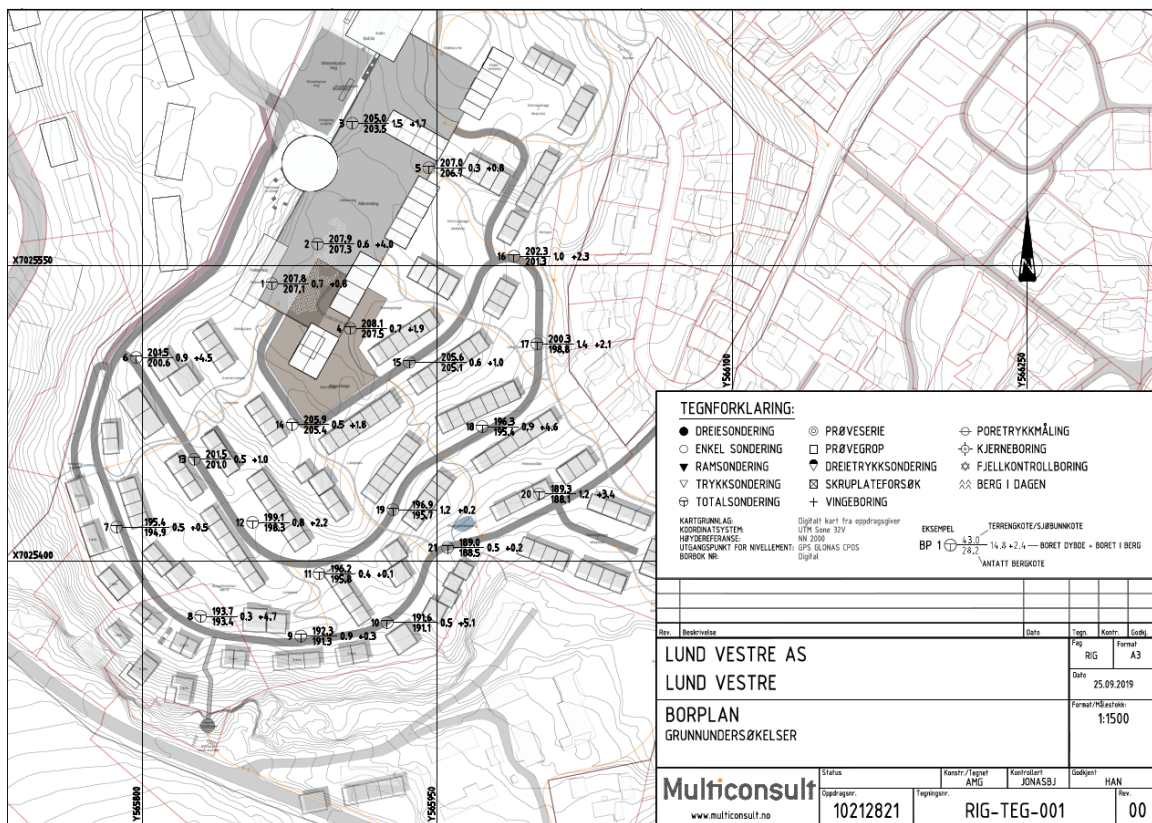 3 205.0 203.5 1.5 +1.7
5 207.0 206.7 0.3 +0.8
2 207.9 207.3 0.6 +4.0
16 202.3 201.3 1.0 +2.3
X7025550
1 207.8 207.1 0.7 +0.8
4 208.1 207.5 0.7 +1.9
17 200.3 198.8 1.4 +2.1
6 201.5 200.6 0.9 +4.5
15 205.6 205.1 0.6 +1.0
Y566100
Y566250
14 205.9 205.4 0.5 +1.8
18 196.3 195.4 0.9 +4.6
13 201.5 201.0 0.5 +1.0
20 189.3 188.1 1.2 +3.4
19 196.9 195.7 1.2 +0.2
12 199.1 198.3 0.8 +2.2
7 195.4 194.9 0.5 +0.5
21 189.0 188.5 0.5 +0.2
X7025400
11 196.2 195.8 0.4 +0.1
8 193.7 193.4 0.3 +4.7
10 191.6 191.1 0.5 +5.1
9 192.3 191.3 0.9 +0.3
Y565800
Y565950
N
TEGNFORKLARING:
DREIESONDERING
PRØVESERIE
PORETRYKKMÅLING
ENKEL SONDERING
PRØVEGROP
KJERNEBORING
RAMSONDERING
DREIETRYKKSONDERING
FJELLKONTROLLBORING
TRYKKSONDERING
SKRUPLATEFORSØK
BERG I DAGEN
TOTALSONDERING
VINGEBORING
KARTGRUNNLAG: Digitalt kart fra oppdragsgiver
KOORDINATSYSTEM: UTM Sone 32V
HØYDEREFERANSE: NN 2000
UTGANGSPUNKT FOR NIVELLEMENT: GPS GLONAS CPOS
BORBOK NR: Digital
EKSEMPEL TERRENGKOTE/SJØBUNNKOTE
BP 1 43.0 28.2 14.8 +2.4 BORET DYBDE + BORET I BERG
ANTATT BERGKOTE
Rev. Beskrivelse Dato Tegn. Kontr. Godkj.
LUND VESTRE AS
LUND VESTRE
Fag RIG
Format A3
Dato 25.09.2019
BORPLAN
GRUNNUNDERSØKELSER
Format/Målestokk: 1:1500
Multiconsult
www.multiconsult.no
Status
Konstr./Tegnet AMG
Kontrollert JONASBJ
Godkjent HAN
Oppdragsnr. 10212821
Tegningsnr. RIG-TEG-001
Rev. 00